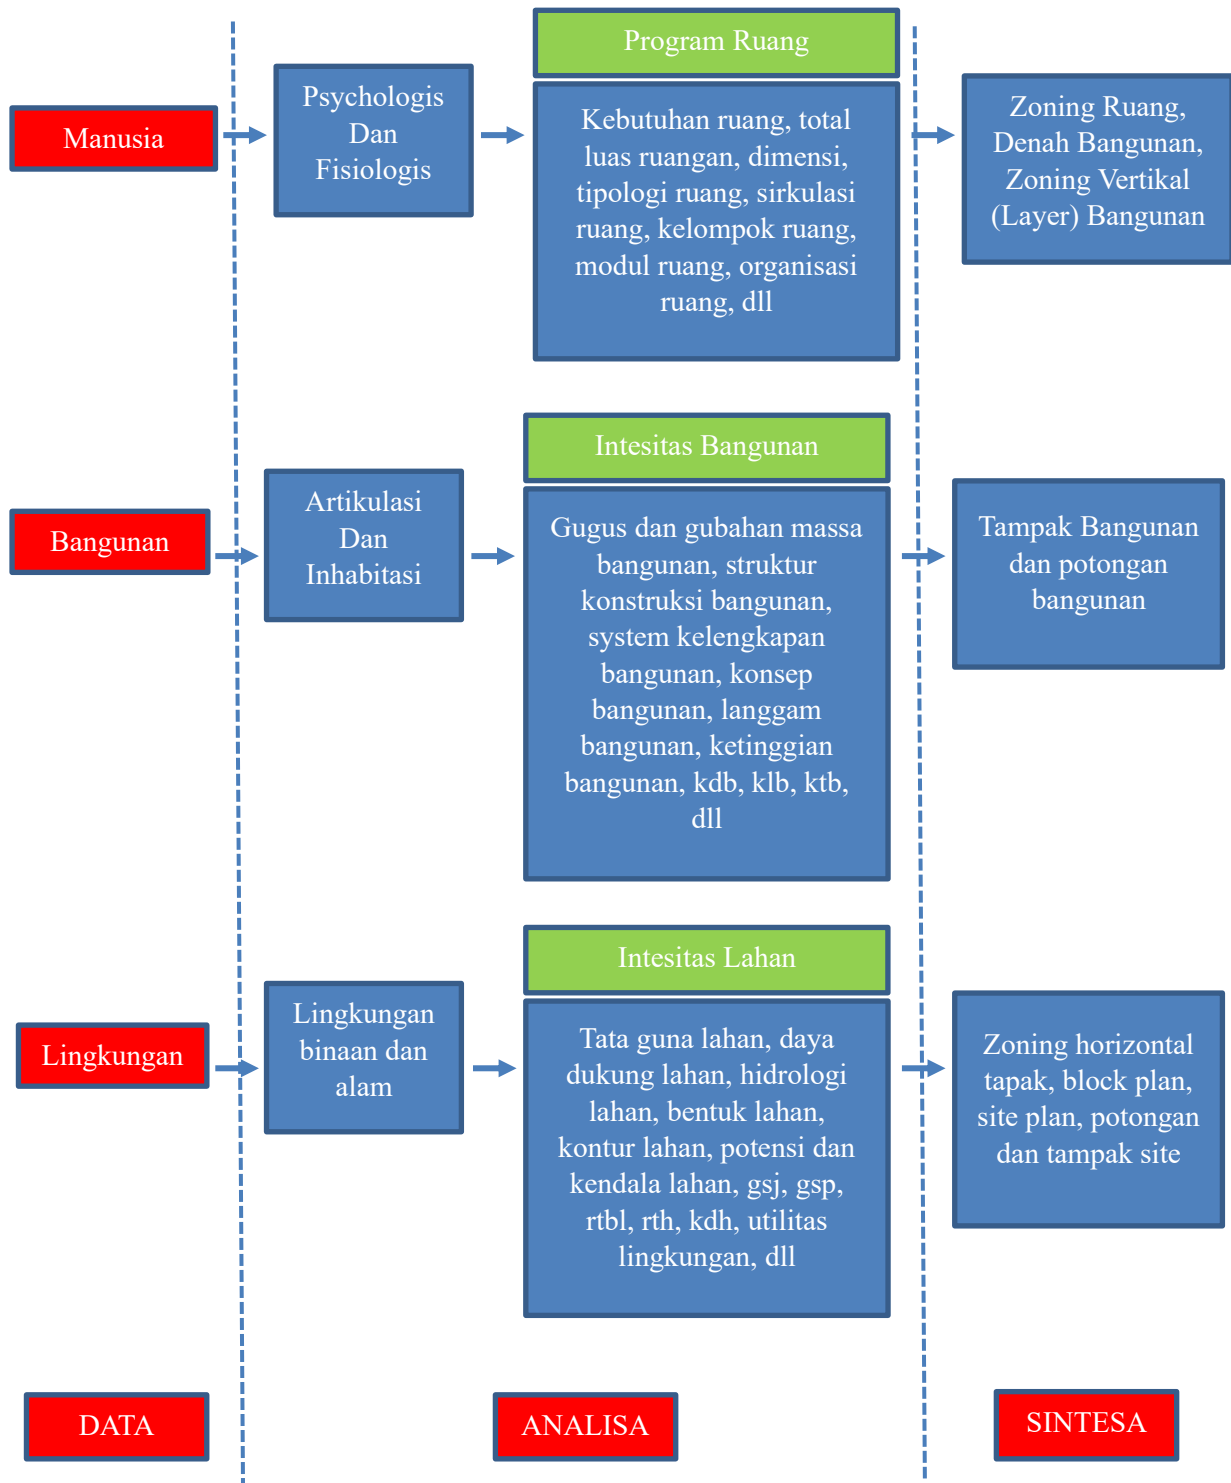 Manusia
Psychologis
Dan
Fisiologis
Program Ruang
Kebutuhan ruang, total
luas ruangan, dimensi,
tipologi ruang, sirkulasi
ruang, kelompok ruang,
modul ruang, organisasi
ruang, dll
Zoning Ruang,
Denah Bangunan,
Zoning Vertikal
(Layer) Bangunan
Bangunan
Artikulasi
Dan
Inhabitasi
Intesitas Bangunan
Gugus dan gubahan massa
bangunan, struktur
konstruksi bangunan,
system kelengkapan
bangunan, konsep
bangunan, langgam
bangunan, ketinggian
bangunan, kdb, klb, ktb,
dll
Tampak Bangunan
dan potongan
bangunan
Lingkungan
Lingkungan
binaan dan
alam
Intesitas Lahan
Tata guna lahan, daya
dukung lahan, hidrologi
lahan, bentuk lahan,
kontur lahan, potensi dan
kendala lahan, gsj, gsp,
rtbl, rth, kdh, utilitas
lingkungan, dll
Zoning horizontal
tapak, block plan,
site plan, potongan
dan tampak site
DATA
ANALISA
SINTESA